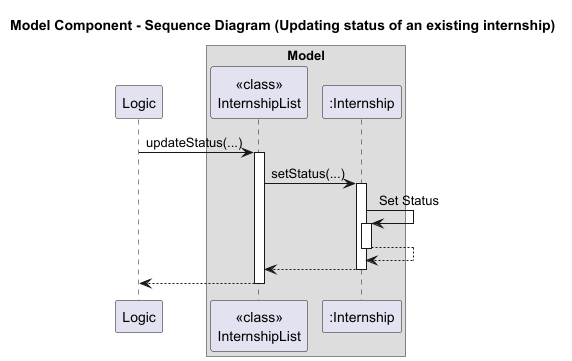 Model Component - Sequence Diagram (Updating status of an existing internship)
Model
Logic
«class»
InternshipList
:Internship
updateStatus(...)
setStatus(...)
Set Status
Logic
«class»
InternshipList
:Internship